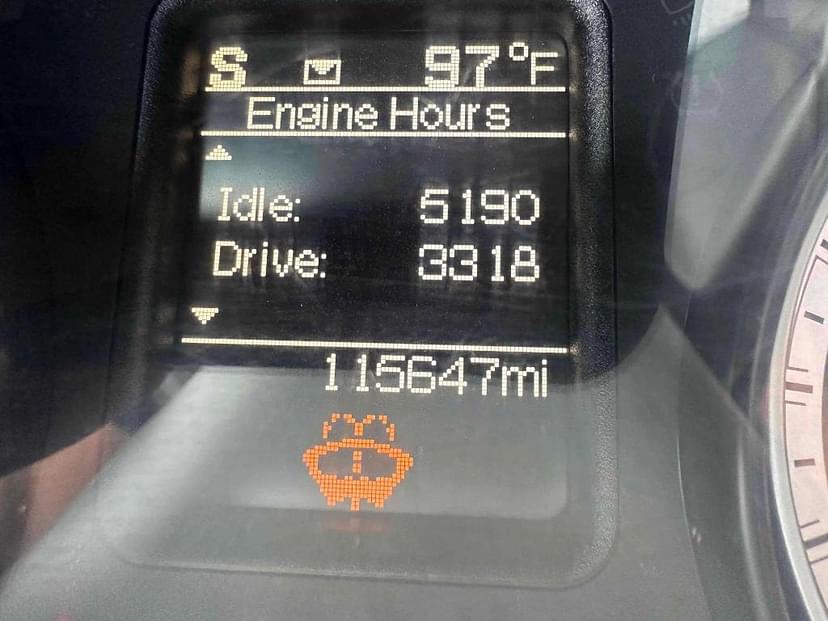 S 97°F
Engine Hours
Idle: 5190
Drive: 3318
115647mi